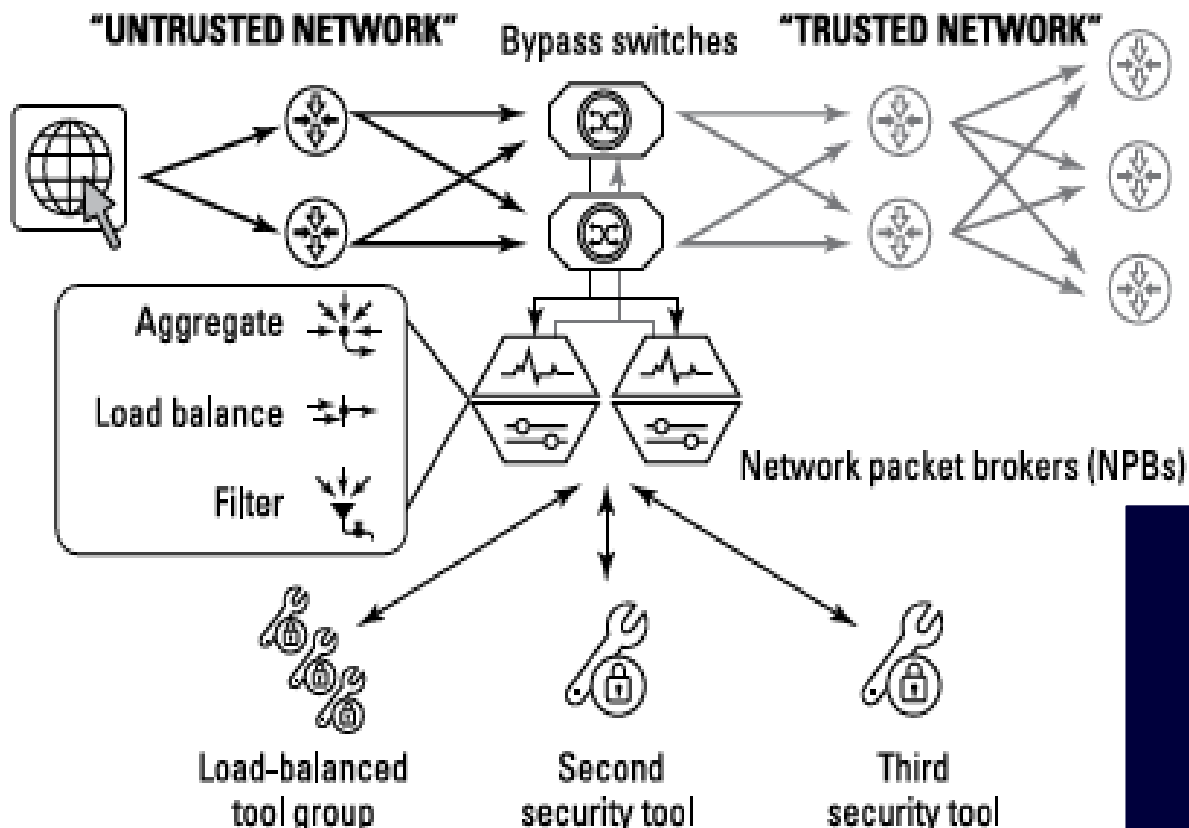 "UNTRUSTED NETWORK"
Bypass switches
"TRUSTED NETWORK"
Aggregate
Load balance
Filter
Network packet brokers (NPBs)
Load-balanced
tool group
Second
security tool
Third
security tool